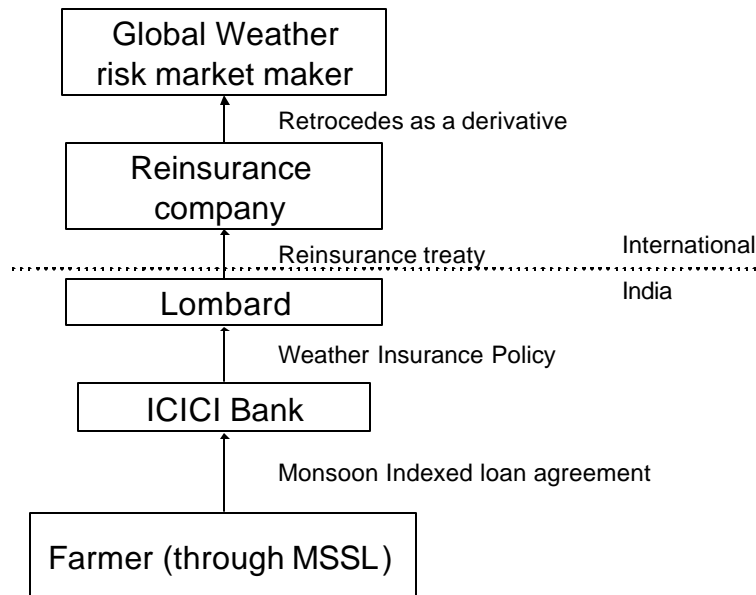 Global Weather
risk market maker
Retrocedes as a derivative
Reinsurance
company
Reinsurance treaty
International
India
Lombard
Weather Insurance Policy
ICICI Bank
Monsoon Indexed loan agreement
Farmer (through MSSL)